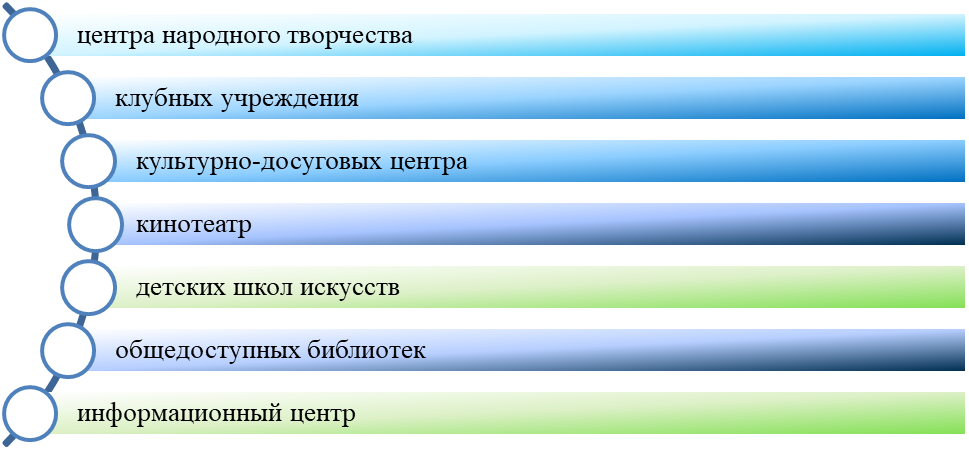 центра народного творчества
клубных учреждения
культурно-досуговых центра
кинотеатр
детских школ искусств
общедоступных библиотек
информационный центр